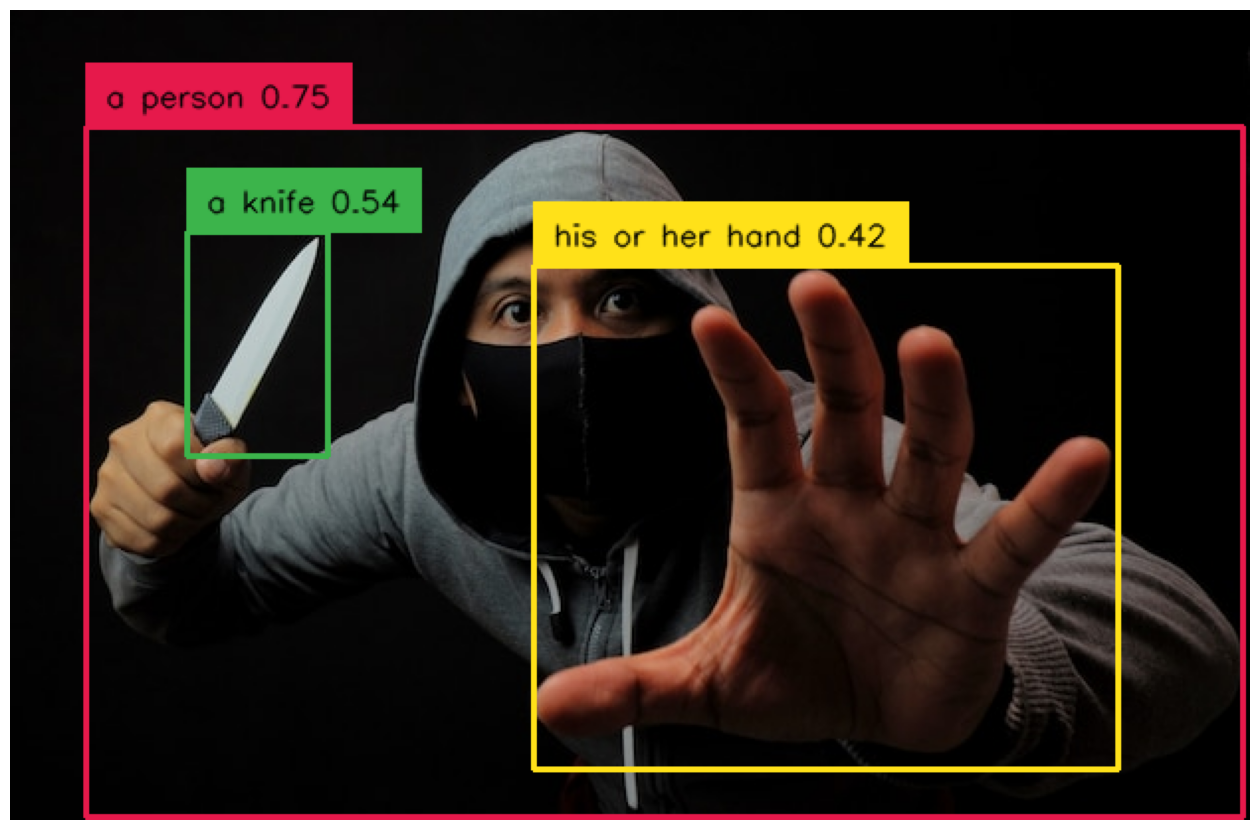 a person 0.75
a knife 0.54
his or her hand 0.42